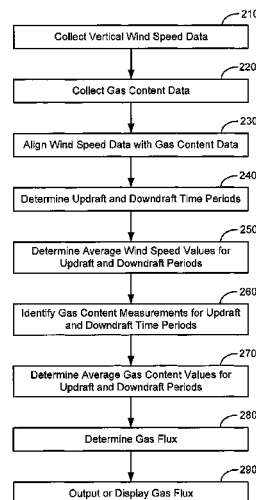 210
Collect Vertical Wind Speed Data
220
Collect Gas Content Data
230
Align Wind Speed Data with Gas Content Data
240
Determine Updraft and Downdraft Time Periods
250
Determine Average Wind Speed Values for
Updraft and Downdraft Periods
260
Identify Gas Content Measurements for Updraft
and Downdraft Time Periods
270
Determine Average Gas Content Values for
Updraft and Downdraft Periods
280
Determine Gas Flux
290
Output or Display Gas Flux